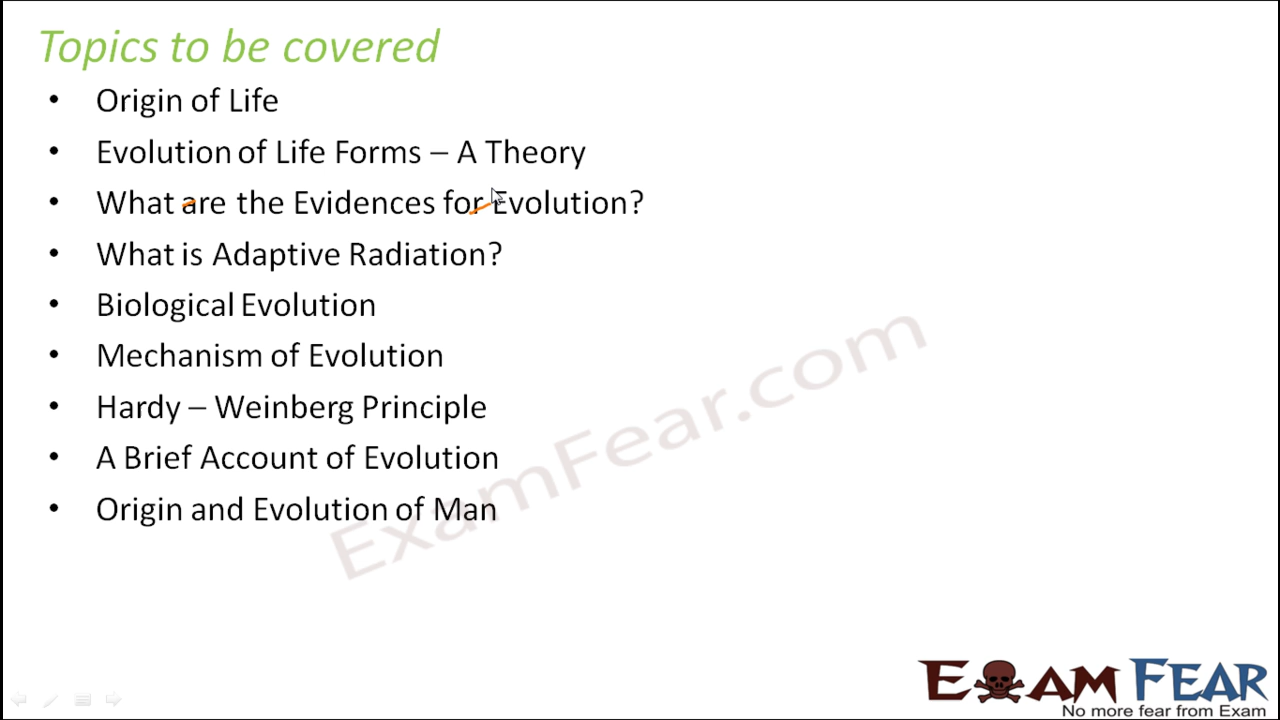 Topics to be covered
• Origin of Life
• Evolution of Life Forms – A Theory
• What are the Evidences for Evolution?
• What is Adaptive Radiation?
• Biological Evolution
• Mechanism of Evolution
• Hardy – Weinberg Principle
• A Brief Account of Evolution
• Origin and Evolution of Man
ExamFear.com
EXAM FEAR
No more fear from Exam